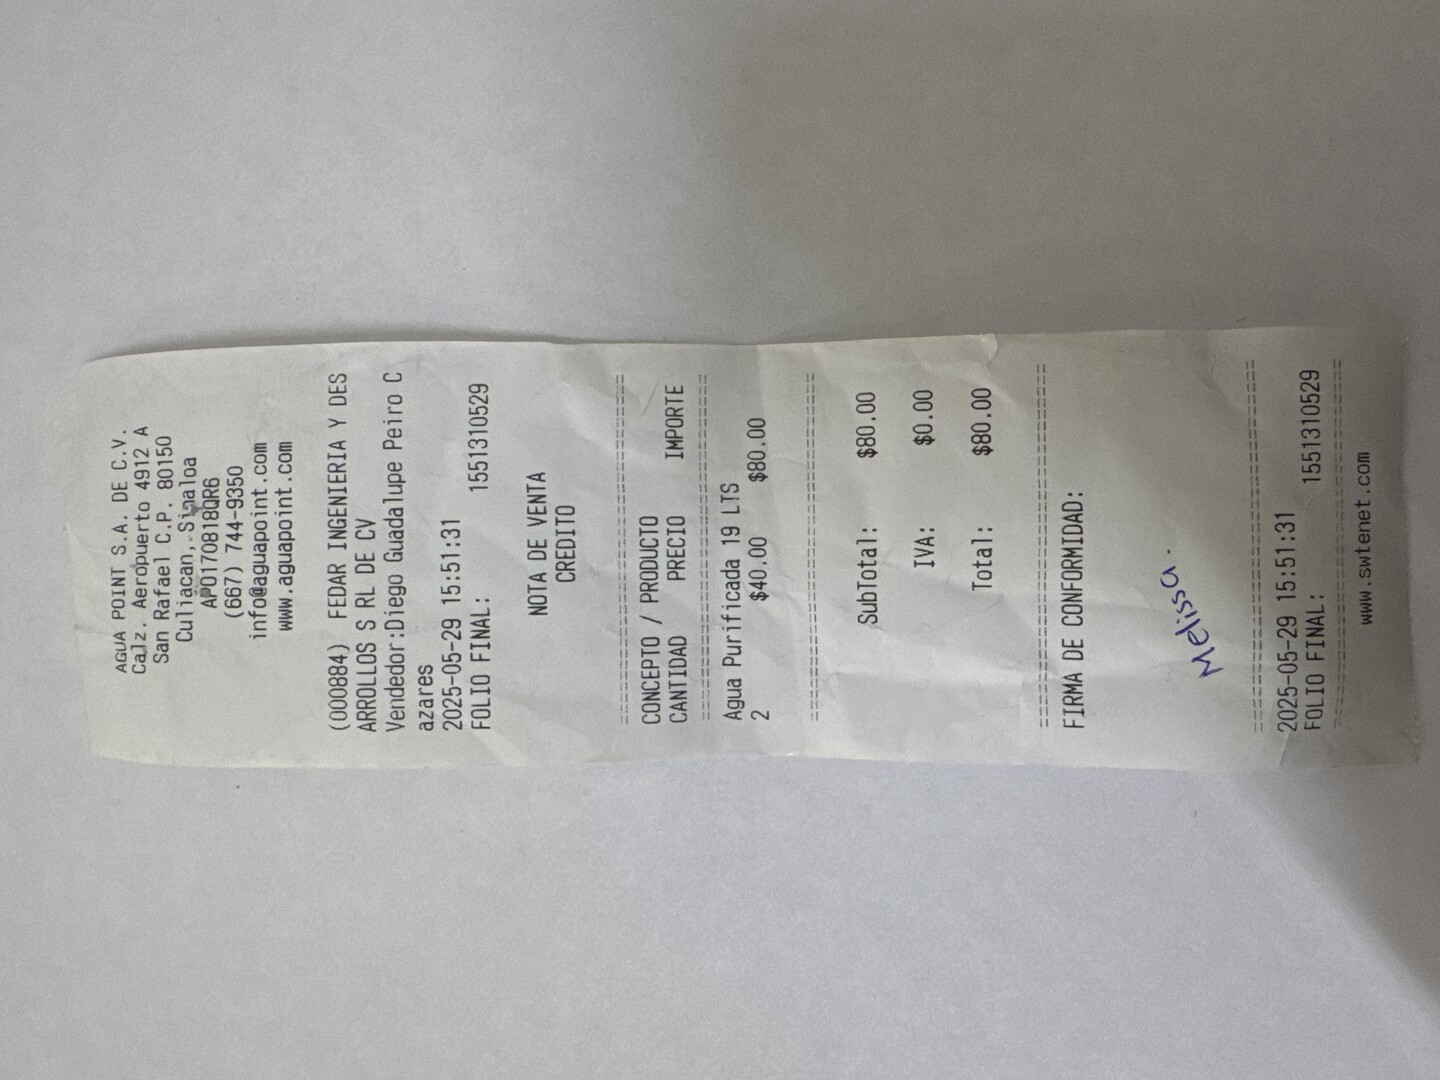 AGUA POINT S.A. DE C.V.
Calz. Aeropuerto 4912 A
San Rafael C.P. 80150
Culiacan, Sinaloa
APO170818QR6
(667) 744-9350
info@aguapoint.com
www.aguapoint.com
(000884) FEDAR INGENIERIA Y DES
ARROLLOS S RL DE CV
Vendedor:Diego Guadalupe Peiro C
azares
2025-05-29 15:51:31
FOLIO FINAL: 1551310529
NOTA DE VENTA
CREDITO
================================
CONCEPTO / PRODUCTO
CANTIDAD PRECIO IMPORTE
================================
Agua Purificada 19 LTS
2 $40.00 $80.00
================================
SubTotal: $80.00
IVA: $0.00
Total: $80.00
================================
FIRMA DE CONFORMIDAD:
Melissa.
================================
2025-05-29 15:51:31
FOLIO FINAL: 1551310529
================================
www.swtenet.com